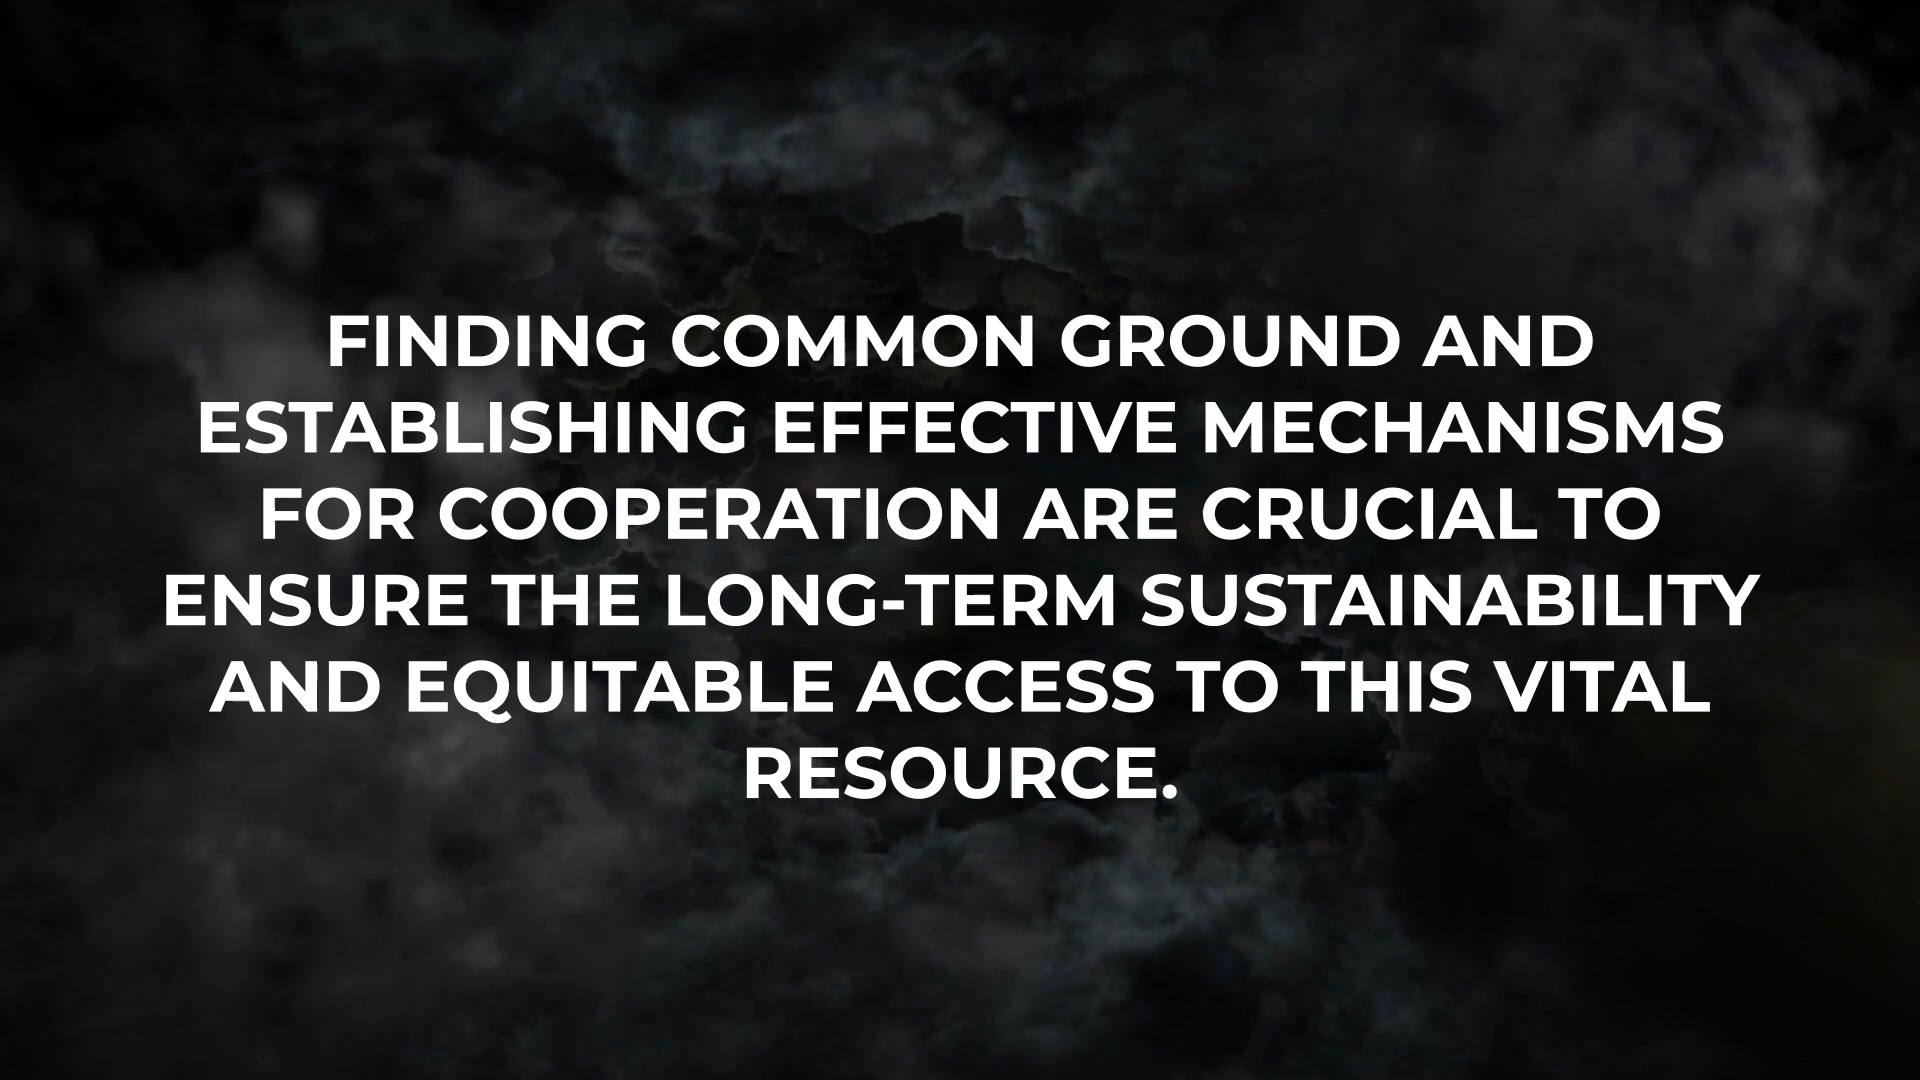 FINDING COMMON GROUND AND
ESTABLISHING EFFECTIVE MECHANISMS
FOR COOPERATION ARE CRUCIAL TO
ENSURE THE LONG-TERM SUSTAINABILITY
AND EQUITABLE ACCESS TO THIS VITAL
RESOURCE.